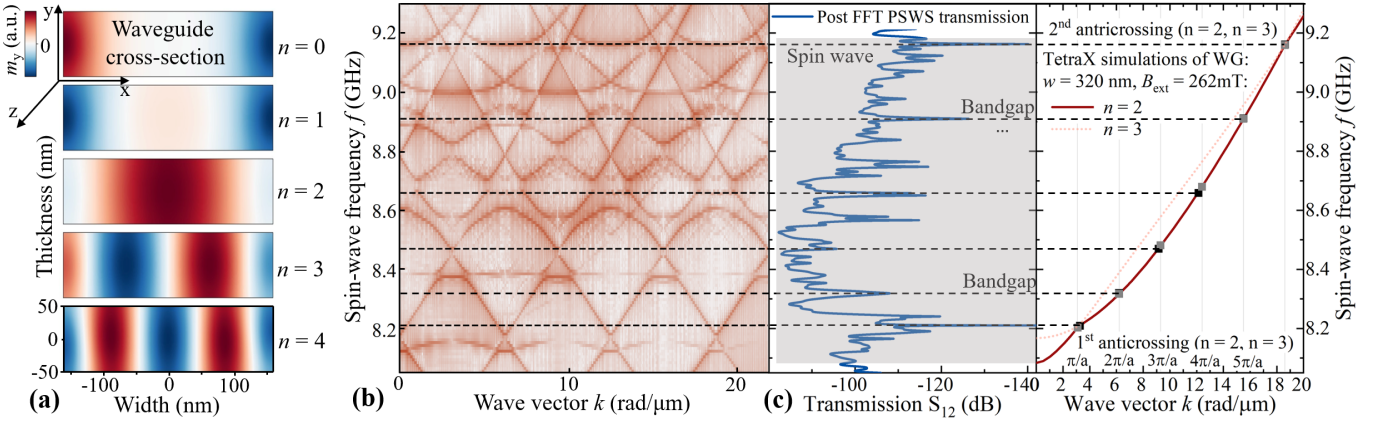 m_y (a.u.)
0
y
x
z
Waveguide
cross-section
n = 0
n = 1
n = 2
n = 3
n = 4
Thickness (nm)
50
0
-50
-100
0
100
Width (nm)
(a)
Spin-wave frequency f (GHz)
9.2
9.0
8.8
8.6
8.4
8.2
0
10
20
Wave vector k (rad/μm)
(b)
Post FFT PSWS transmission
Spin wave
Bandgap
...
Bandgap
-100
-120
-140
Transmission S₁₂ (dB)
(c)
2nd anticrossing (n = 2, n = 3)
TetraX simulations of WG:
w = 320 nm, B_ext = 262mT:
n = 2
n = 3
1st anticrossing (n = 2, n = 3)
π/a
2π/a
3π/a
4π/a
5π/a
2
4
6
8
10
12
14
16
18
20
Wave vector k (rad/μm)
9.2
9.0
8.8
8.6
8.4
8.2
Spin-wave frequency f (GHz)